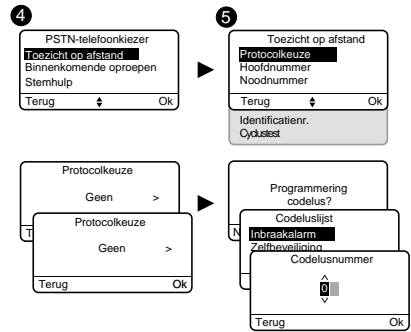 4
PSTN-telefoonkiezer
Toezicht op afstand
Binnenkomende oproepen
Stemhulp
Terug Ok
5
Toezicht op afstand
Protocolkeuze
Hoofdnummer
Noodnummer
Terug Ok
Identificatienr.
Cyclustest
Protocolkeuze
Geen >
T
Protocolkeuze
Geen >
Terug Ok
Programmering
codelus?
N
Codeluslijst
Inbraakalarm
Zelfbeveiliging
Codelusnummer
0
Terug Ok